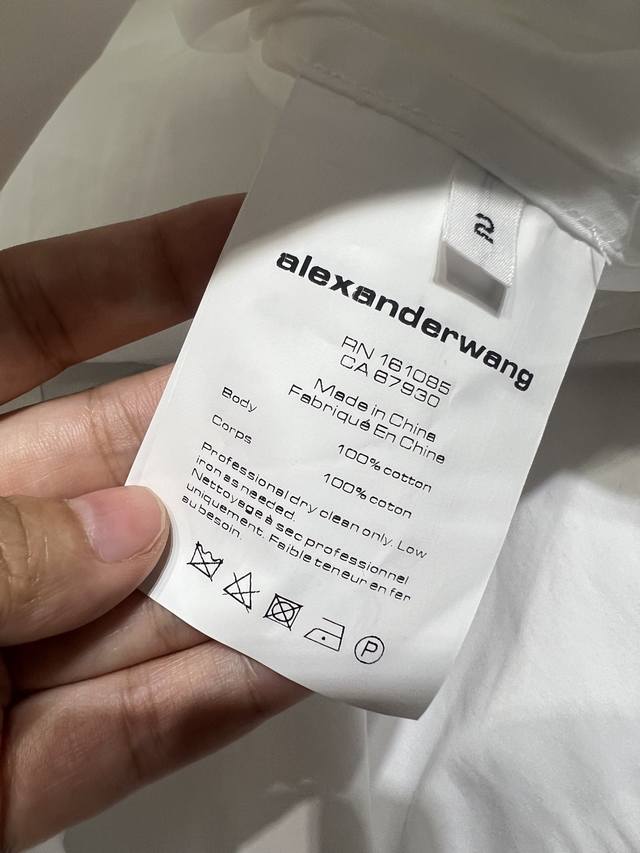 2
alexanderwang
RN 161085
CA 67930
Made in China
Fabriqué En Chine
Body 100% cotton
Corps 100% coton
Professional dry clean only. Low
iron as needed.
Nettoyage à sec professionnel
uniquement. Faible teneur en fer
au besoin.
P